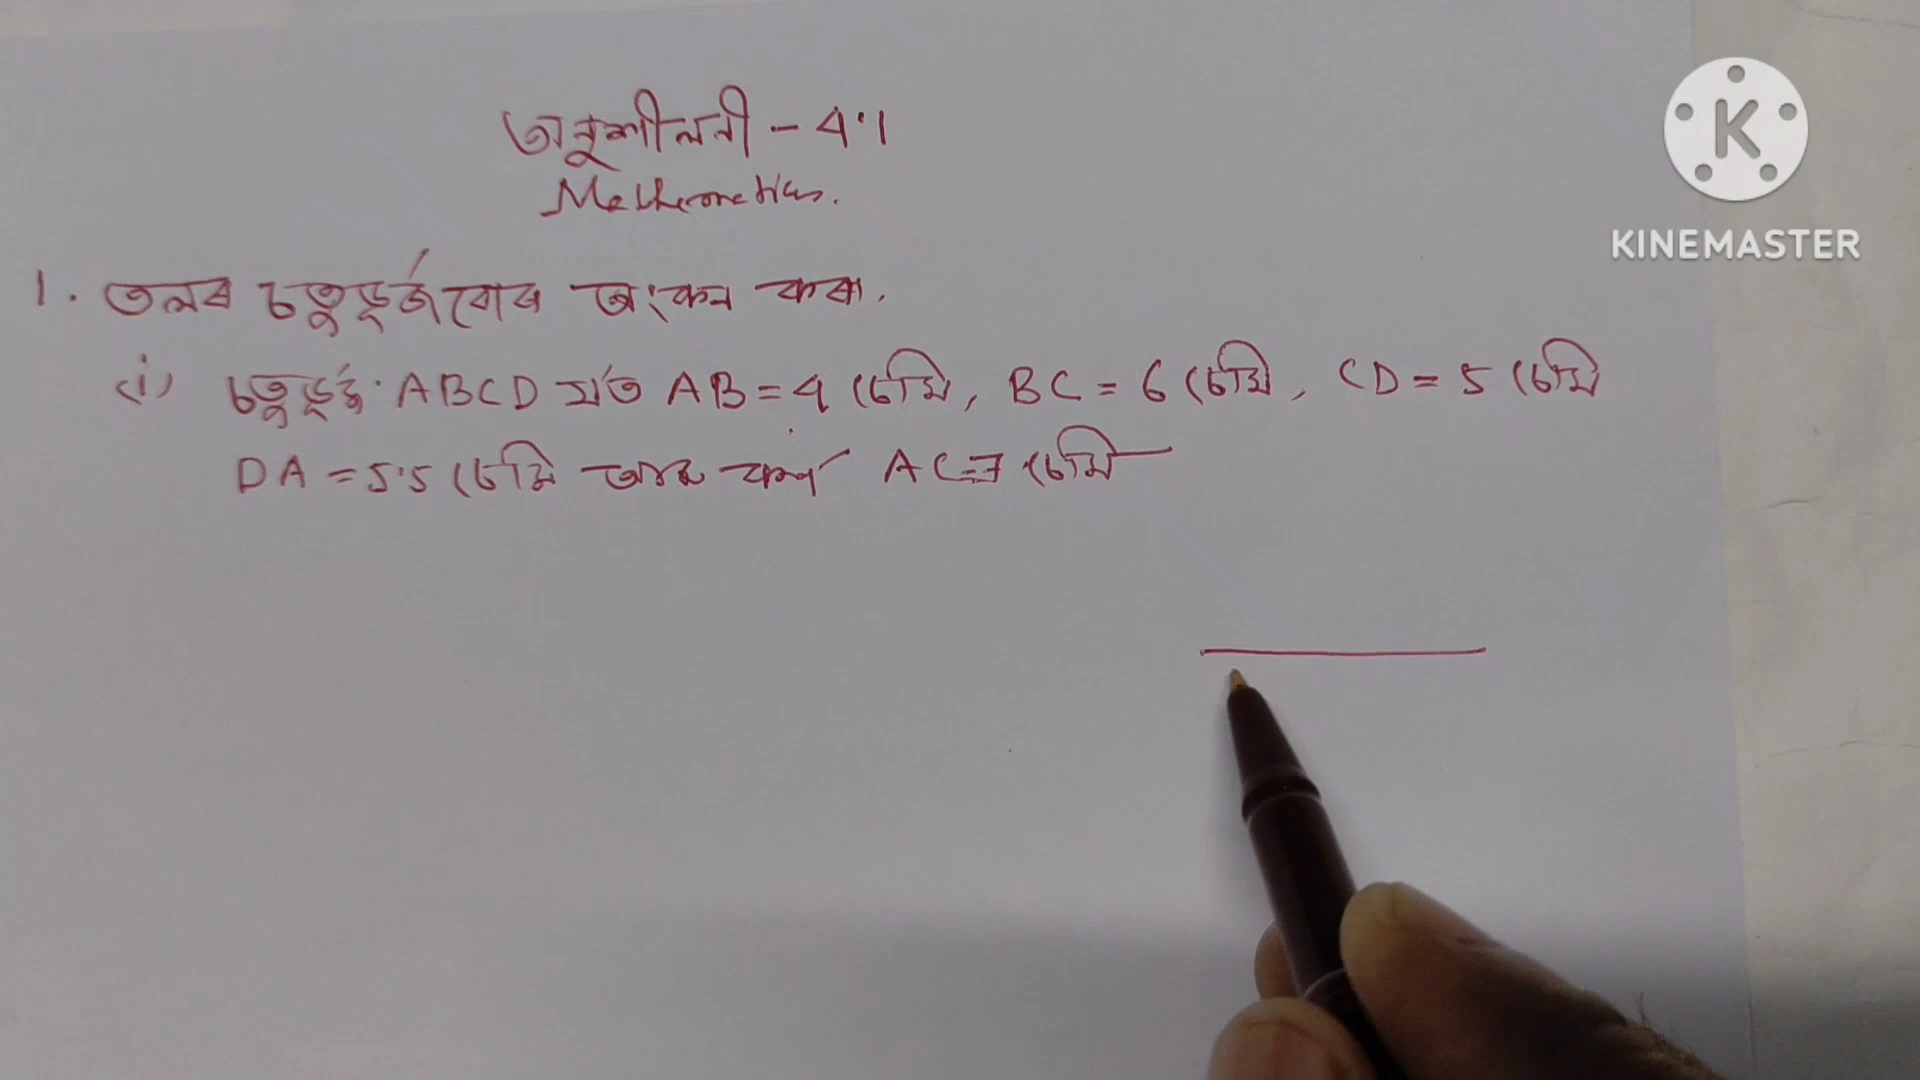 অনুশীলনী - 4.1
Mathematics.
1. তলৰ চতুৰ্ভূজবোৰ অংকন কৰা.
(i) চতুৰ্ভূজ ABCD য'ত AB = 4 চেমি, BC = 6 চেমি, CD = 5 চেমি
DA = 5.5 চেমি আৰু কৰ্ণ AC = 7 চেমি
K
KINEMASTER